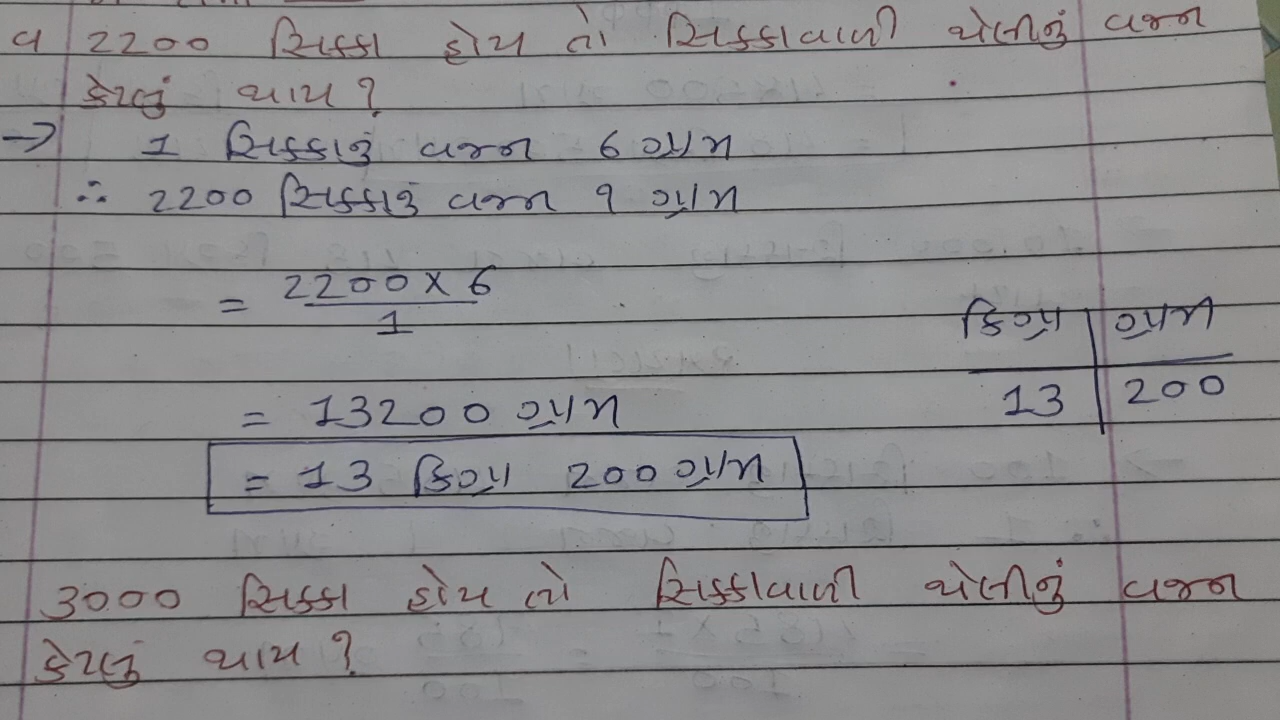 વ 2200 સિક્કા હોય તો સિક્કાવાળી થેલીનું વજન
કેટલું થાય ?
→ 1 સિક્કાનું વજન 6 ગ્રામ
∴ 2200 સિક્કાનું વજન ? ગ્રામ
= 2200 × 6
1
કિગ્રા | ગ્રામ
= 13200 ગ્રામ
13 | 200
= 13 કિગ્રા 200 ગ્રામ
3000 સિક્કા હોય તો સિક્કાવાળી થેલીનું વજન
કેટલું થાય ?